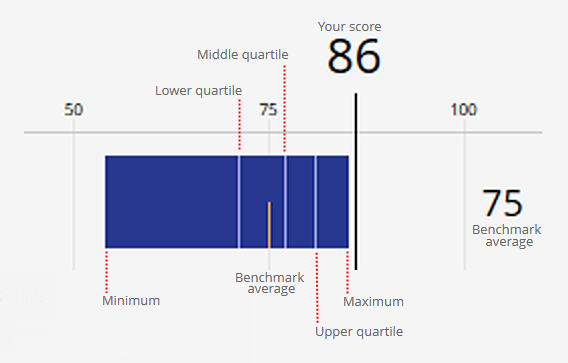 Your score
86
Middle quartile
Lower quartile
50
75
100
75
Benchmark
average
Benchmark
average
Minimum
Maximum
Upper quartile